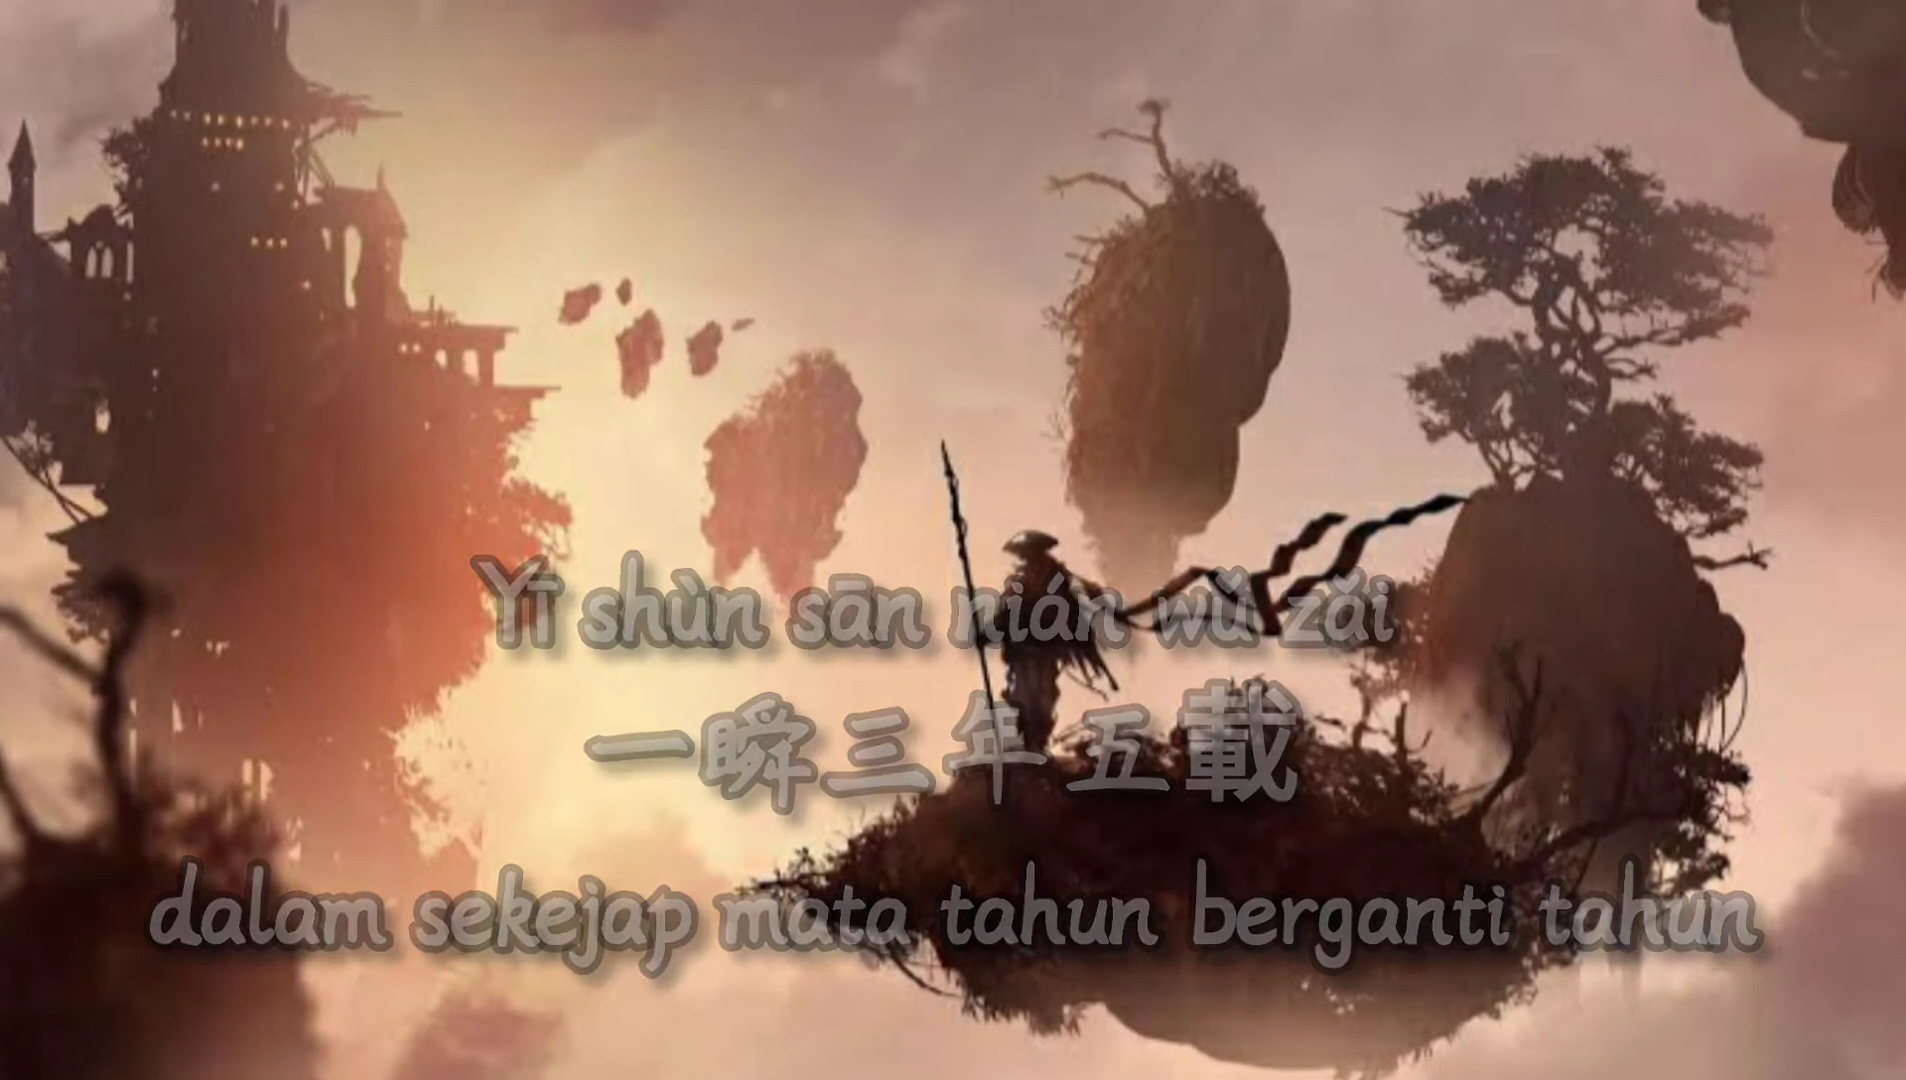 Yī shùn sān nián wǔ zǎi
一瞬三年五載
dalam sekejap mata tahun berganti tahun